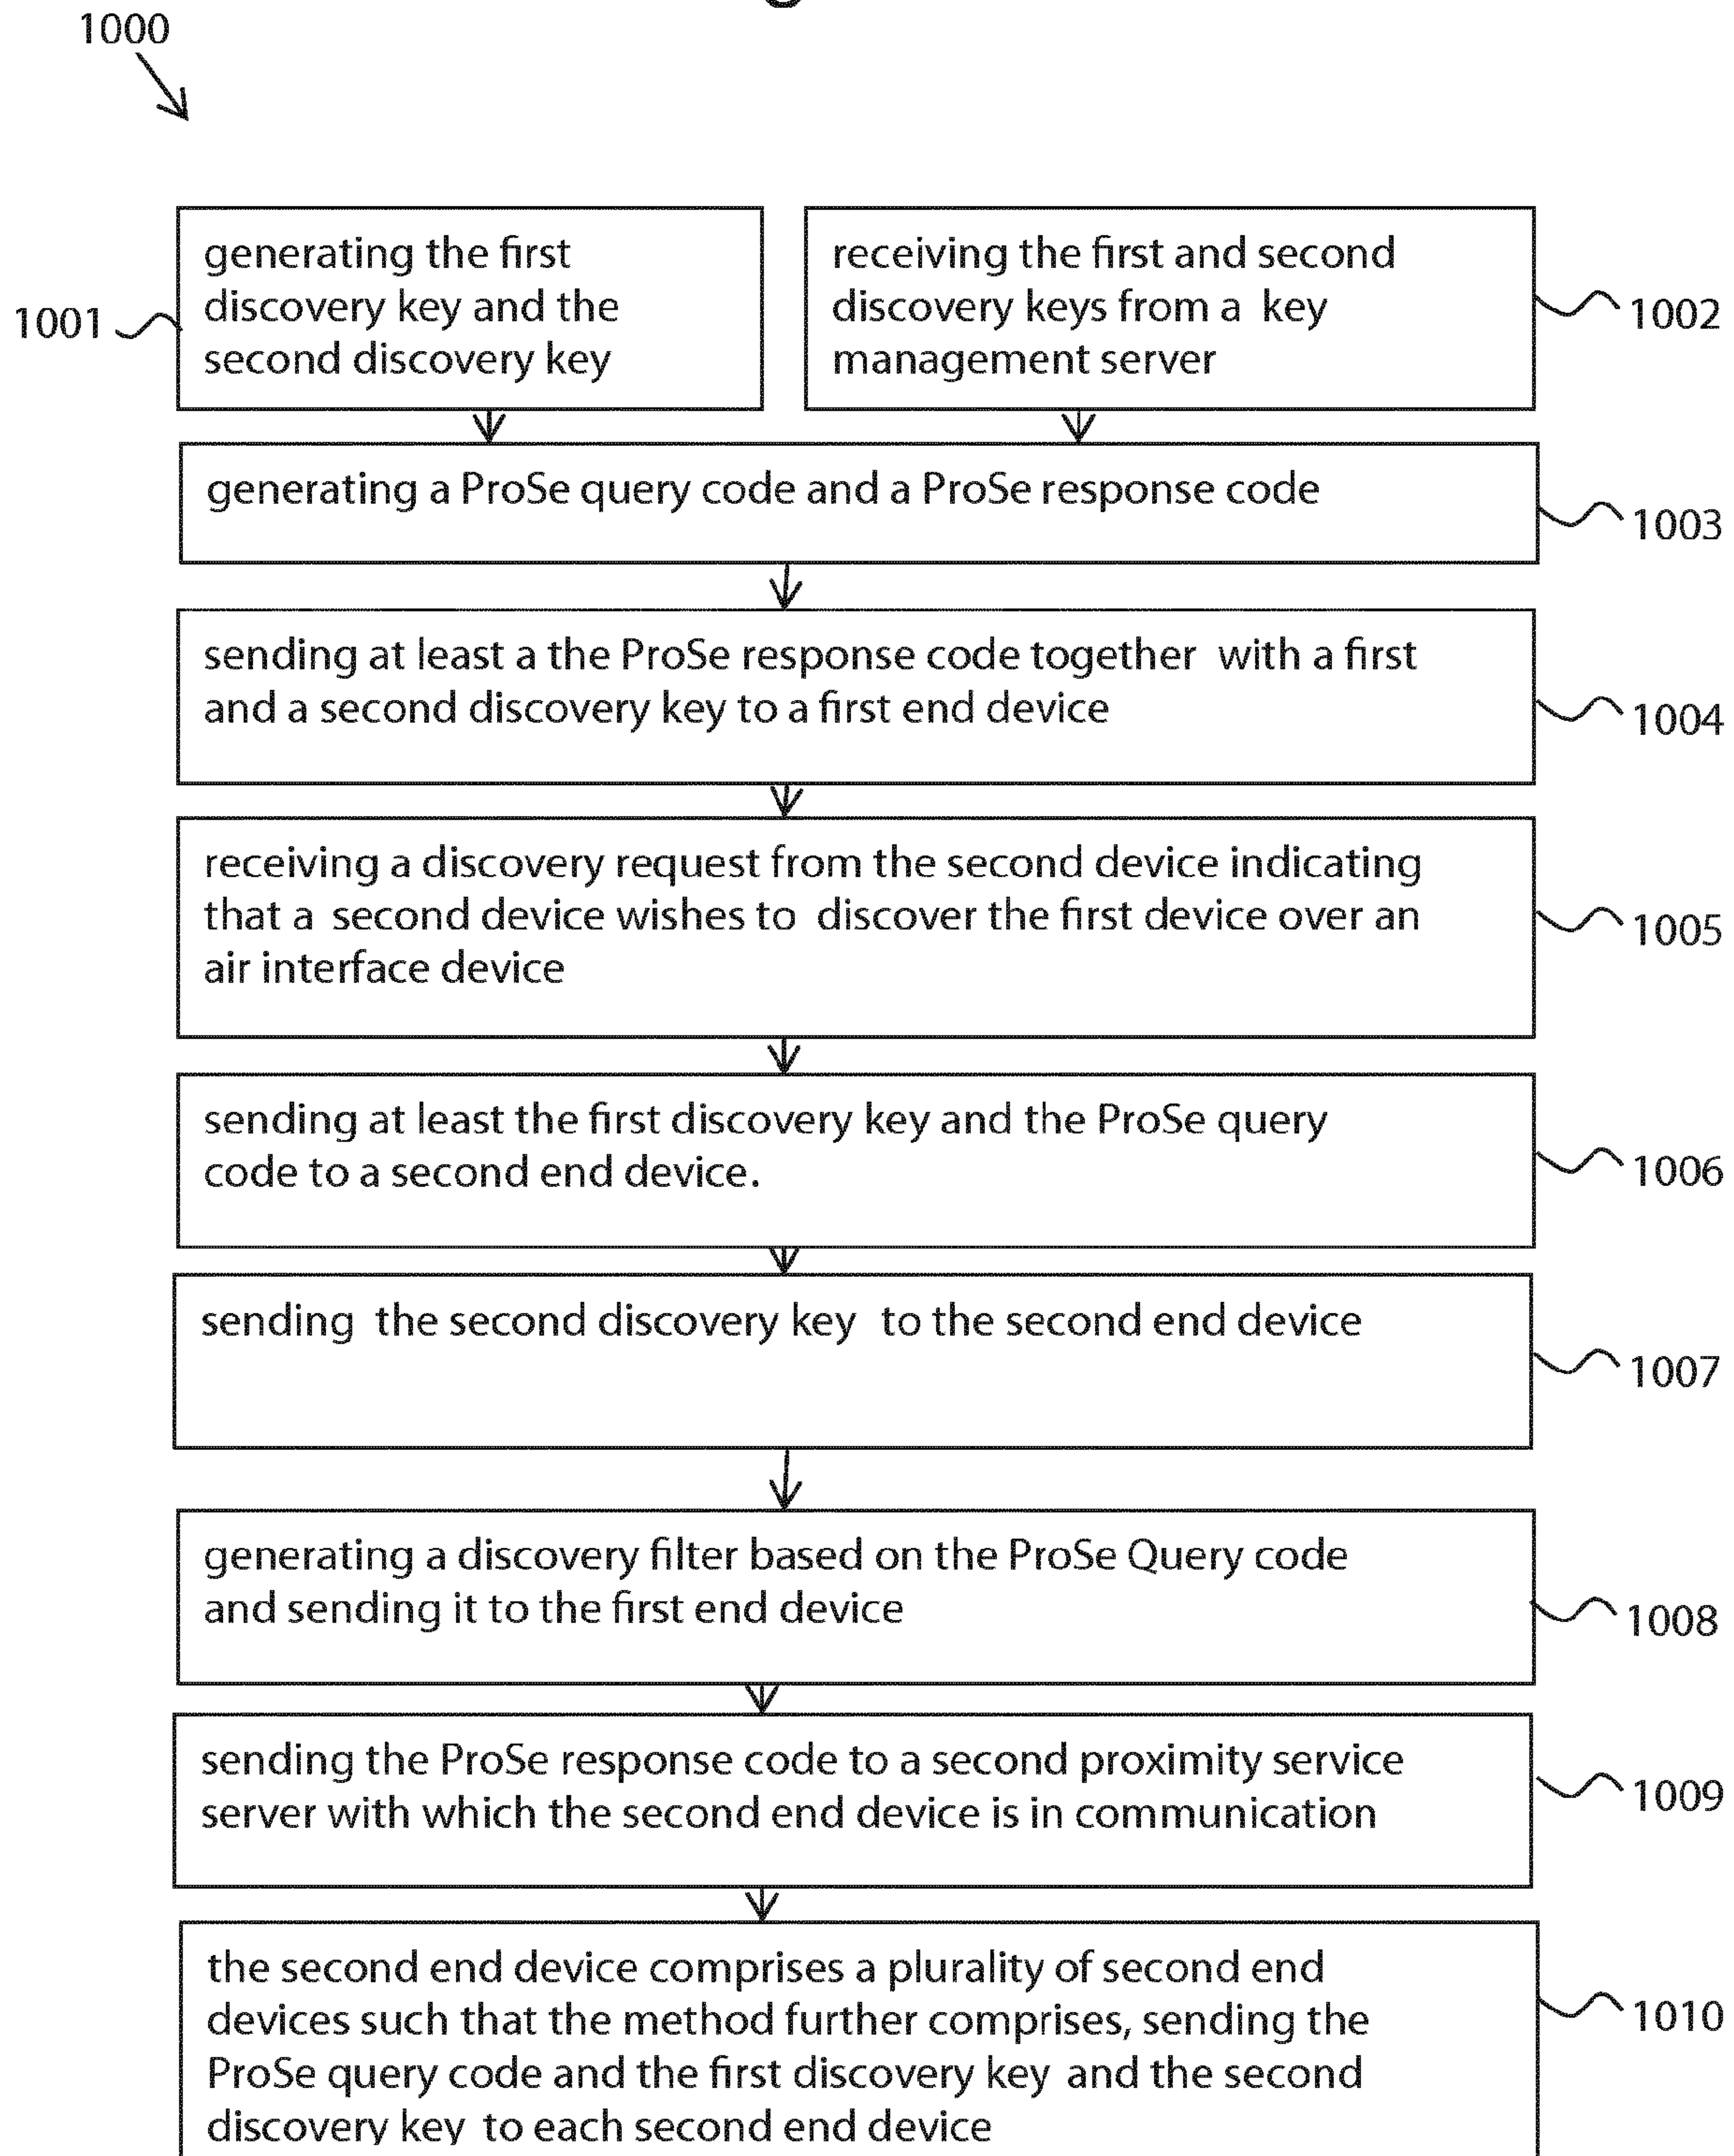 1000
generating the first
discovery key and the
second discovery key
1001
receiving the first and second
discovery keys from a key
management server
1002
generating a ProSe query code and a ProSe response code
1003
sending at least a the ProSe response code together with a first
and a second discovery key to a first end device
1004
receiving a discovery request from the second device indicating
that a second device wishes to discover the first device over an
air interface device
1005
sending at least the first discovery key and the ProSe query
code to a second end device.
1006
sending the second discovery key to the second end device
1007
generating a discovery filter based on the ProSe Query code
and sending it to the first end device
1008
sending the ProSe response code to a second proximity service
server with which the second end device is in communication
1009
the second end device comprises a plurality of second end
devices such that the method further comprises, sending the
ProSe query code and the first discovery key and the second
discovery key to each second end device
1010